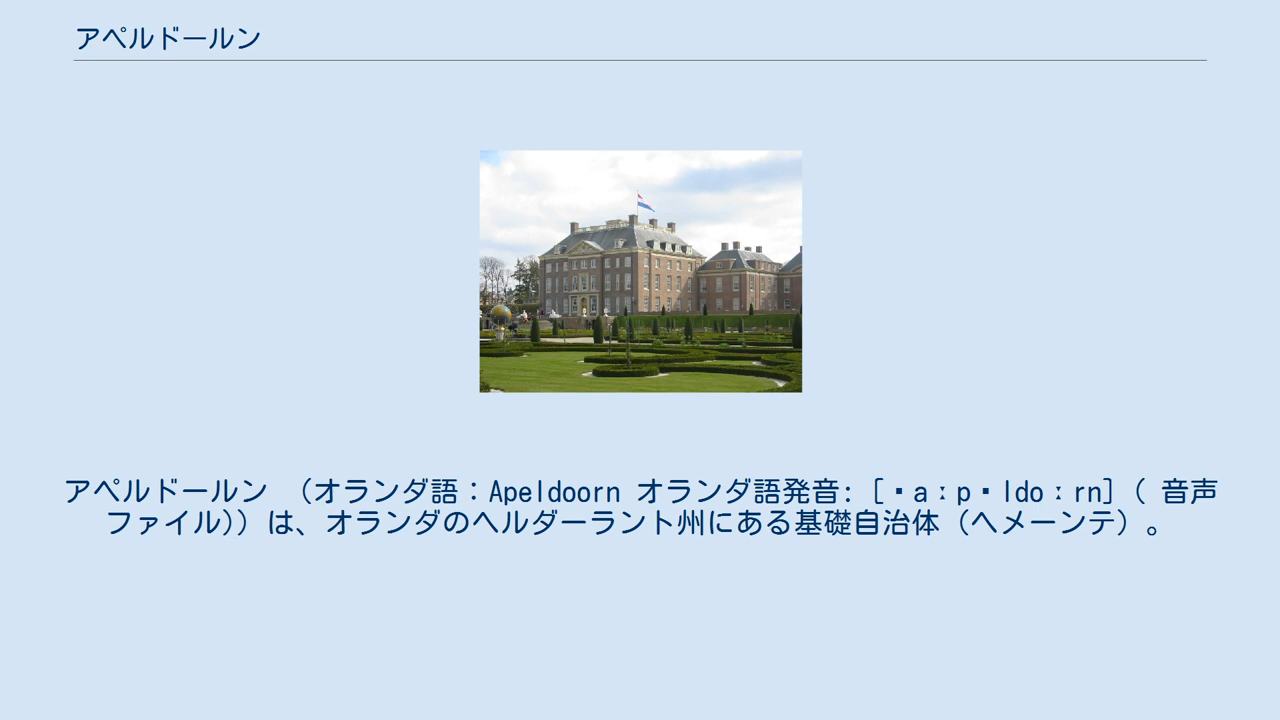 アペルドールン
アペルドールン （オランダ語：Apeldoorn オランダ語発音: [▪aːp▪ldoːrn] ( 音声
ファイル)）は、オランダのヘルダーラント州にある基礎自治体（ヘメーンテ）。